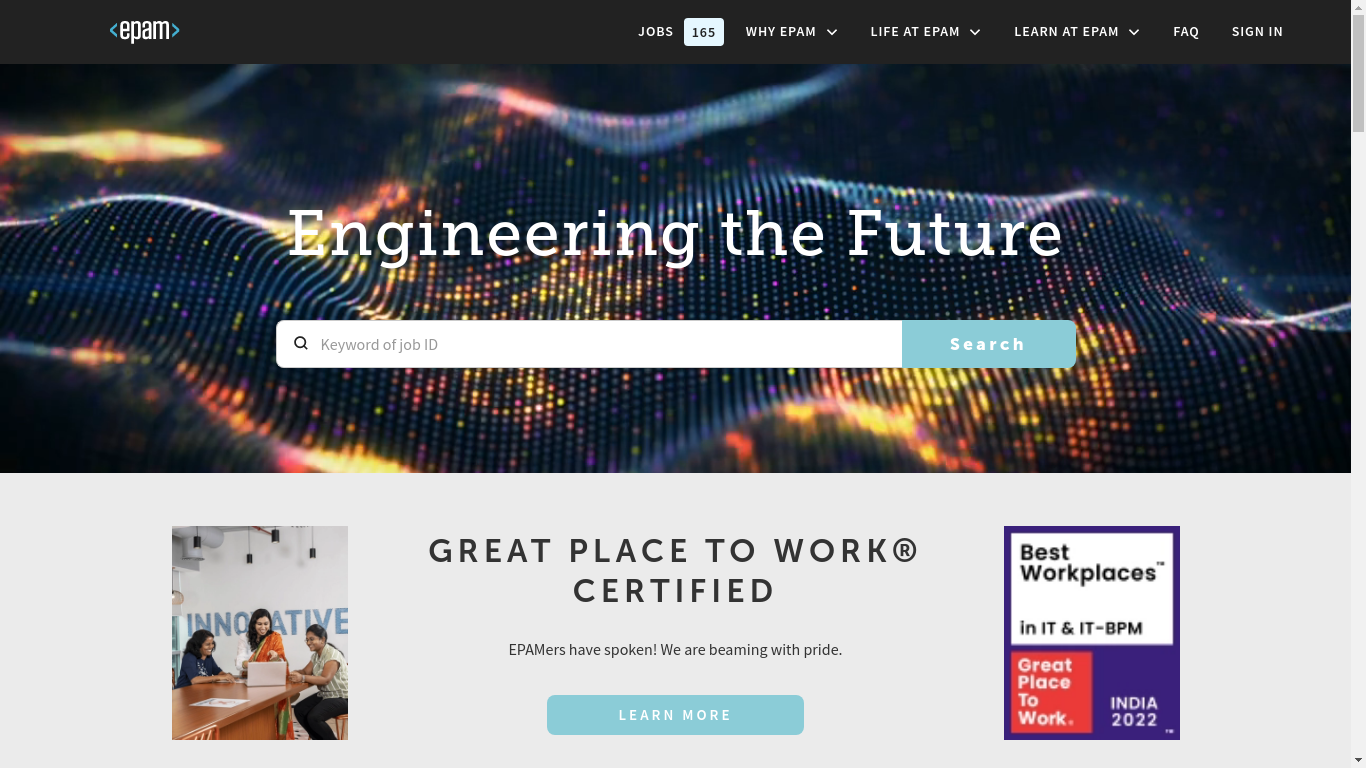 <epam>
JOBS 165 WHY EPAM LIFE AT EPAM LEARN AT EPAM FAQ SIGN IN
Engineering the Future
Keyword of job ID
Search
INNOVATIVE
GREAT PLACE TO WORK®
CERTIFIED
EPAMers have spoken! We are beaming with pride.
LEARN MORE
Best
Workplaces™
in IT & IT-BPM
Great
Place
To
Work.
INDIA
2022
™